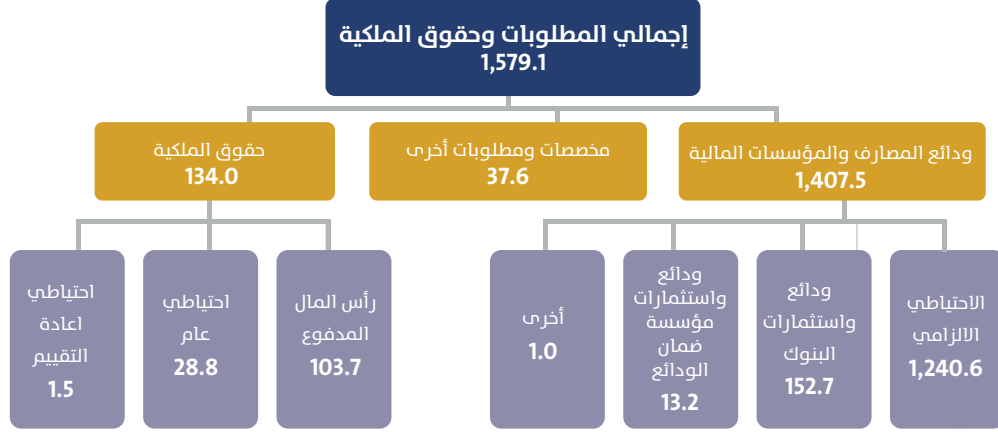 إجمالي المطلوبات وحقوق الملكية
1,579.1
ودائع المصارف والمؤسسات المالية
1,407.5
مخصصات ومطلوبات أخرى
37.6
حقوق الملكية
134.0
الاحتياطي
الالزامي
1,240.6
ودائع
واستثمارات
البنوك
152.7
ودائع
واستثمارات
مؤسسة
ضمان
الودائع
13.2
أخرى
1.0
رأس المال
المدفوع
103.7
احتياطي
عام
28.8
احتياطي
اعادة
التقييم
1.5